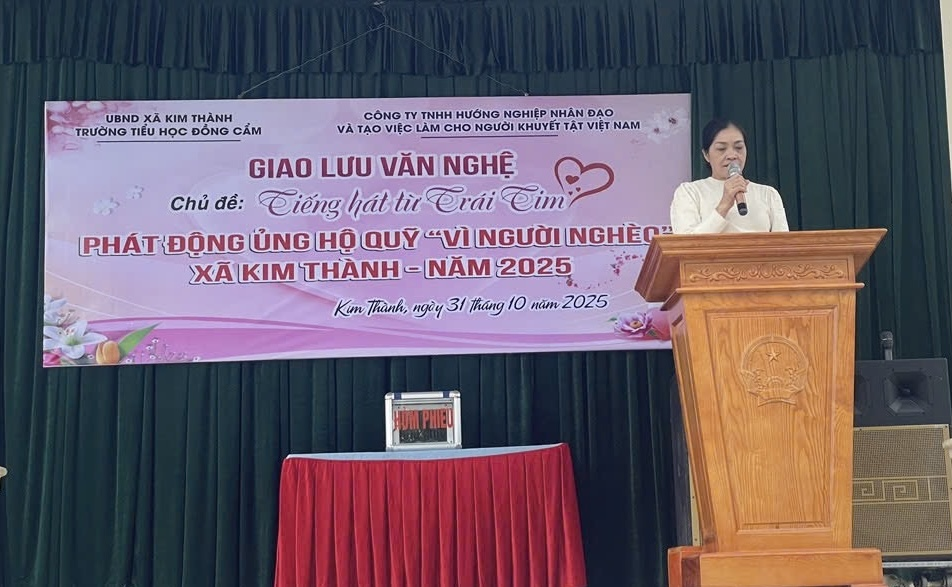 UBND XÃ KIM THÀNH
TRƯỜNG TIỂU HỌC ĐỒNG CẨM
CÔNG TY TNHH HƯỚNG NGHIỆP NHÂN ĐẠO
VÀ TẠO VIỆC LÀM CHO NGƯỜI KHUYẾT TẬT VIỆT NAM
GIAO LƯU VĂN NGHỆ
Chủ đề: Tiếng hát từ Trái Tim
PHÁT ĐỘNG ỦNG HỘ QUỸ “VÌ NGƯỜI NGHÈO”
XÃ KIM THÀNH - NĂM 2025
Kim Thành, ngày 31 tháng 10 năm 2025
HÒM PHIẾU